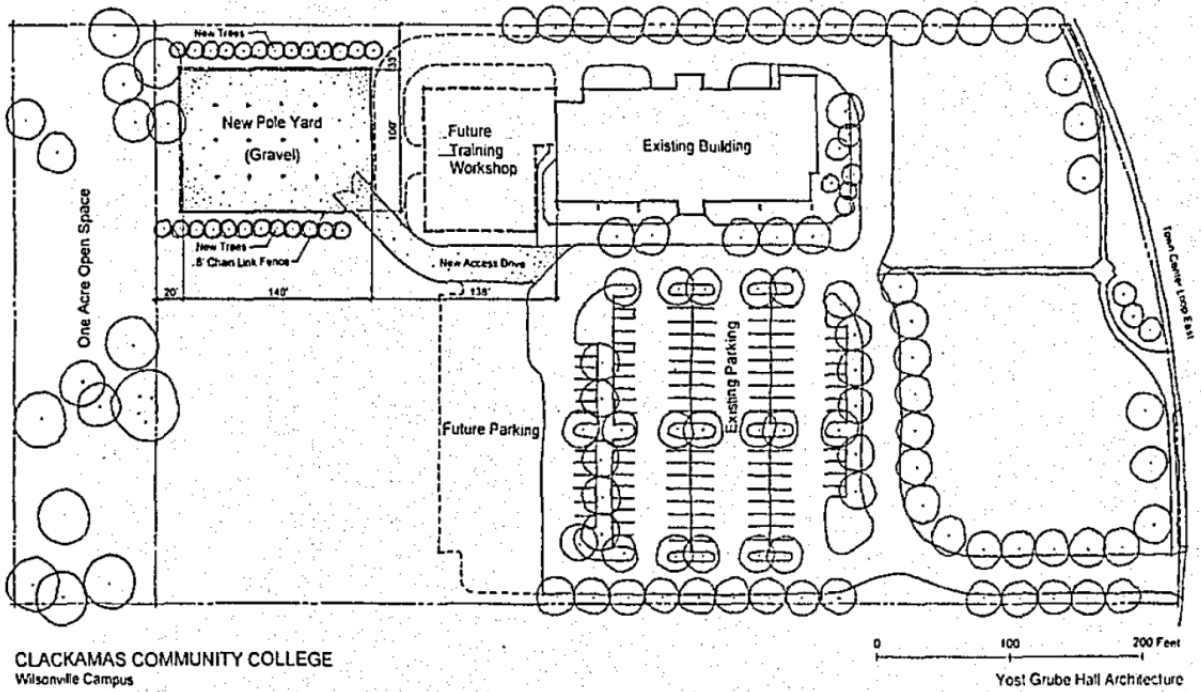 New Trees
35'
New Pole Yard
(Gravel)
100'
Future
Training
Workshop
Existing Building
One Acre Open Space
New Trees
8' Chain Link Fence
New Access Drive
20'
140'
138'
Town Center Loop East
Existing Parking
Future Parking
0 100 200 Feet
CLACKAMAS COMMUNITY COLLEGE
Wilsonville Campus
Yost Grube Hall Architecture